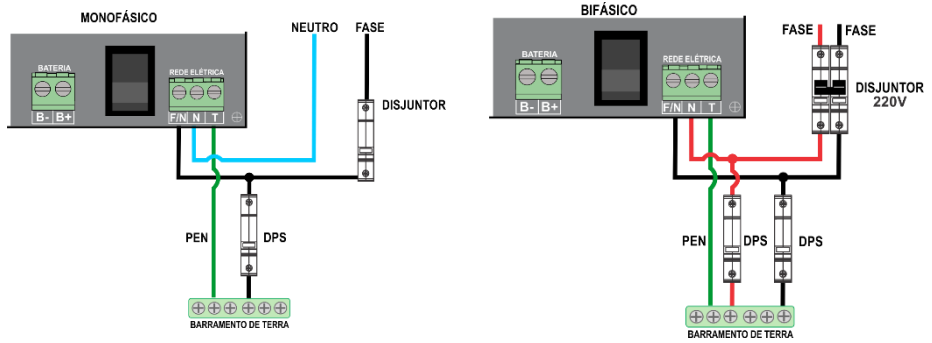 MONOFÁSICO
NEUTRO FASE
BATERIA
REDE ELÉTRICA
DISJUNTOR
B- B+
F/N N T
PEN
DPS
BARRAMENTO DE TERRA
BIFÁSICO
FASE FASE
BATERIA
REDE ELÉTRICA
DISJUNTOR
220V
B- B+
F/N N T
PEN
DPS
DPS
BARRAMENTO DE TERRA